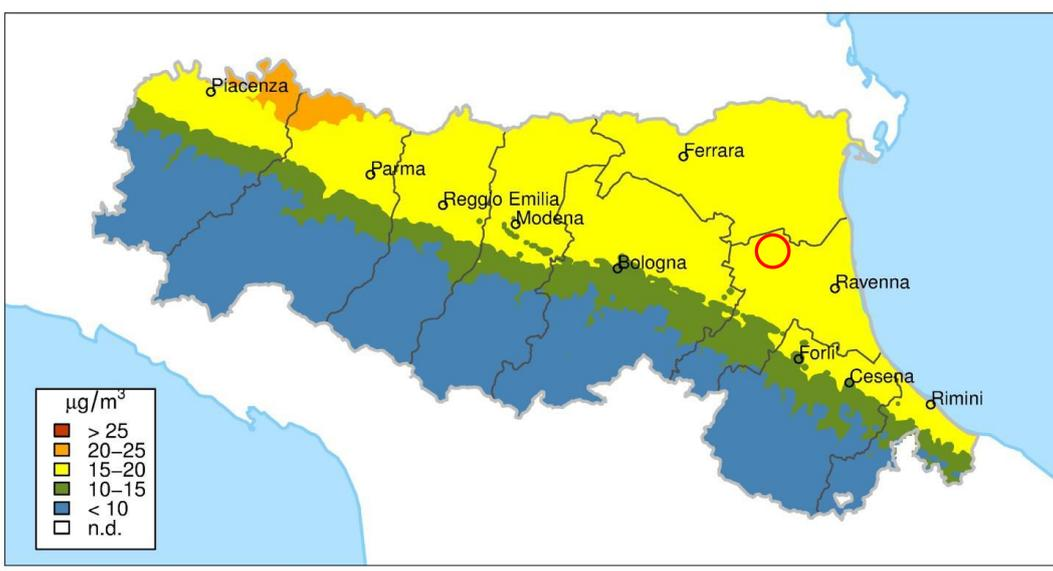 Piacenza
Parma
Ferrara
Reggio Emilia
Modena
Bologna
Ravenna
Forlì
Cesena
Rimini
µg/m³
> 25
20–25
15–20
10–15
< 10
n.d.